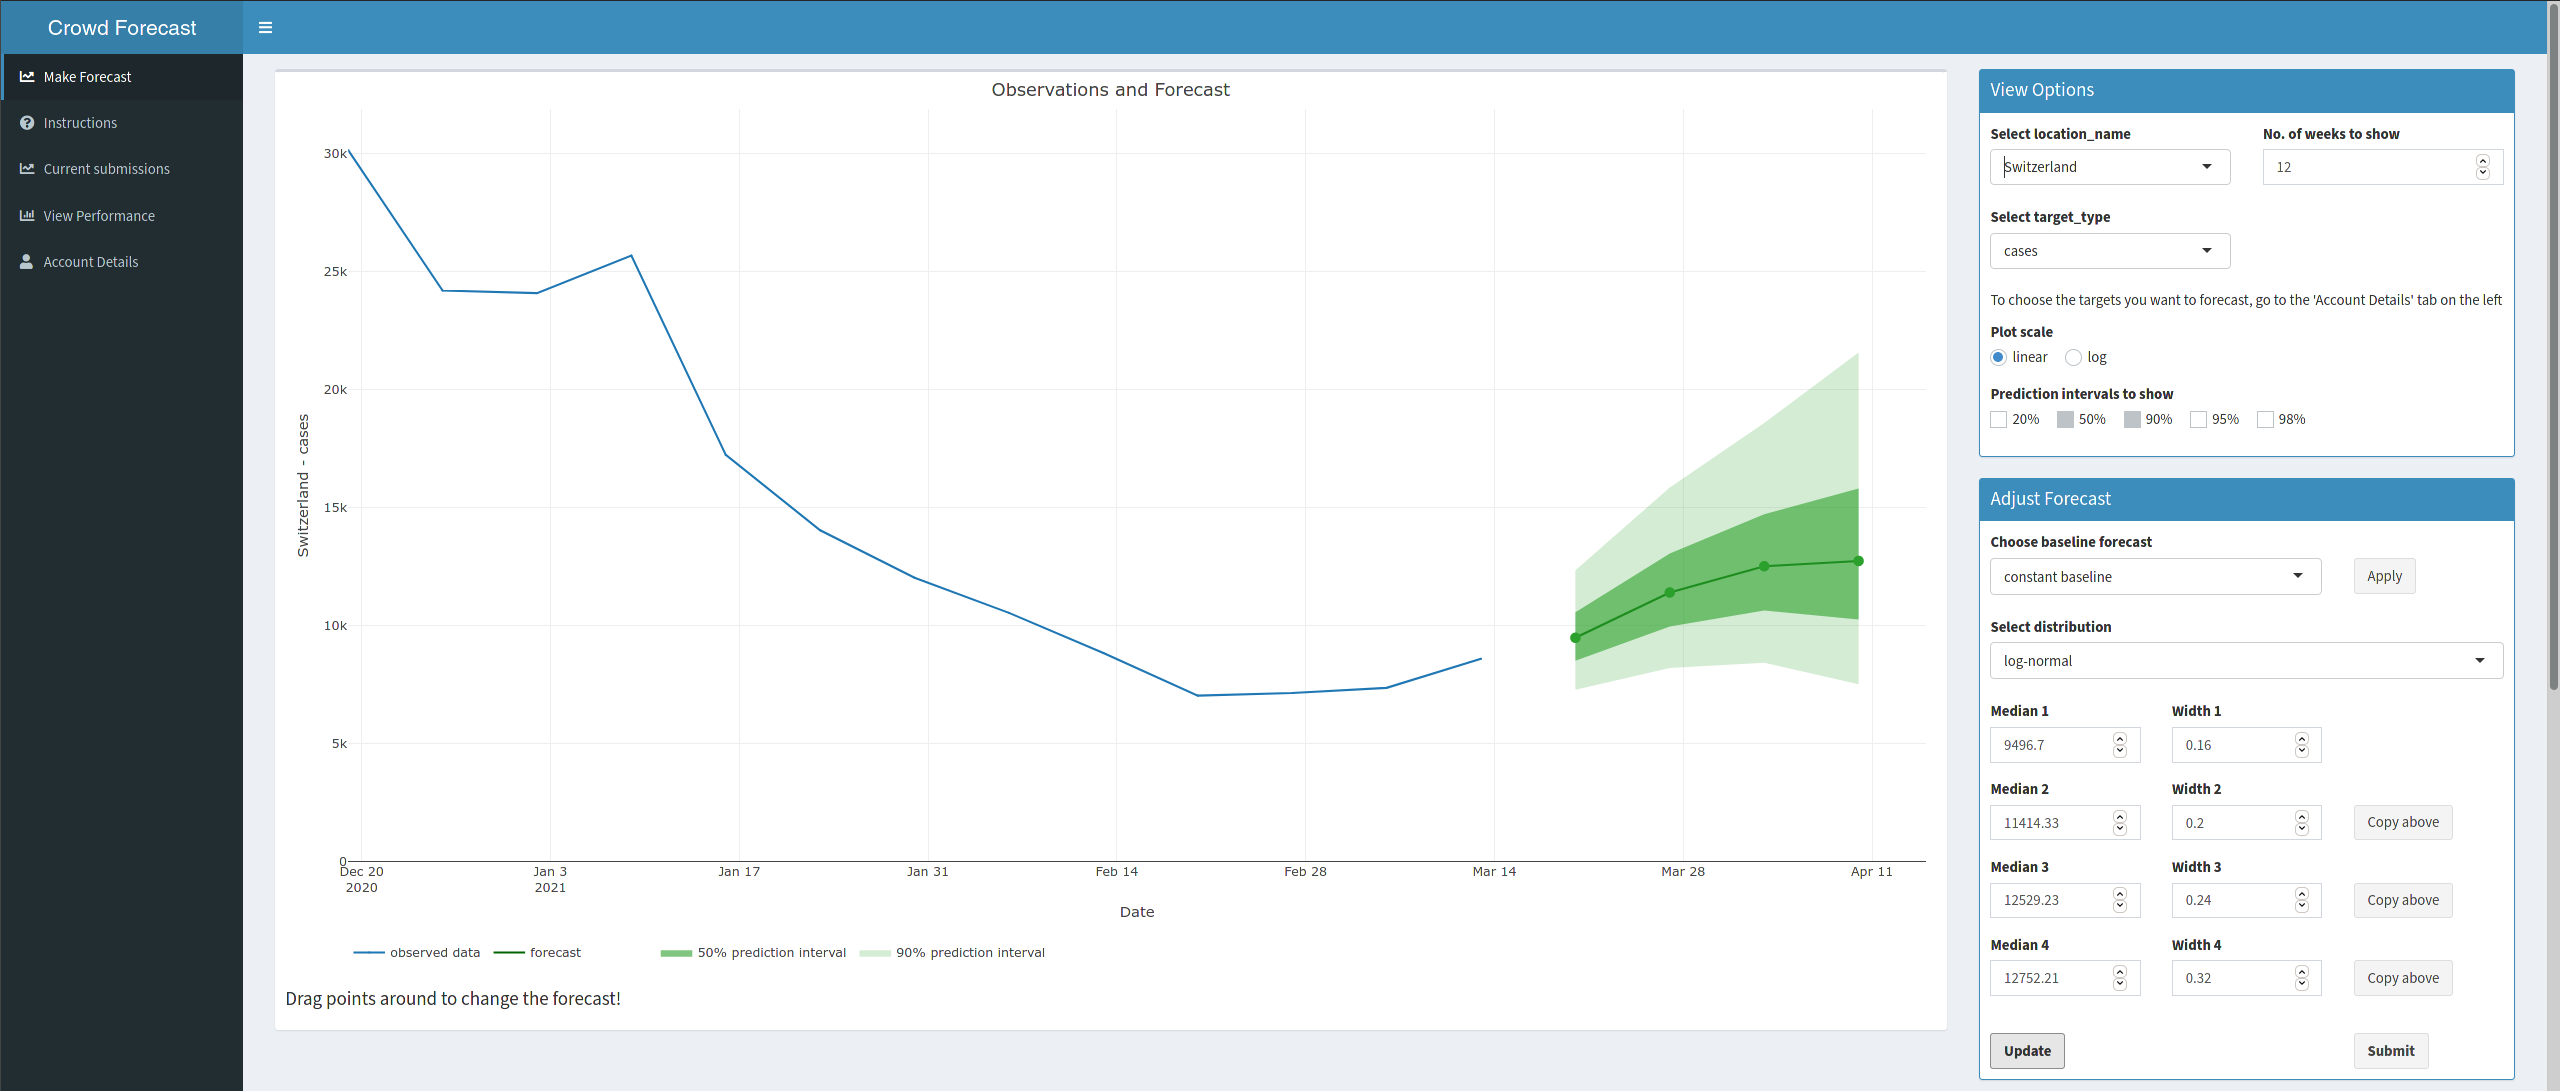 Crowd Forecast
Make Forecast
Instructions
Current submissions
View Performance
Account Details
Observations and Forecast
30k
25k
20k
15k
10k
5k
0
Switzerland - cases
Dec 20 Jan 3 Jan 17 Jan 31 Feb 14 Feb 28 Mar 14 Mar 28 Apr 11
2020 2021
Date
observed data forecast 50% prediction interval 90% prediction interval
Drag points around to change the forecast!
View Options
Select location_name No. of weeks to show
Switzerland 12
Select target_type
cases
To choose the targets you want to forecast, go to the 'Account Details' tab on the left
Plot scale
linear log
Prediction intervals to show
20% 50% 90% 95% 98%
Adjust Forecast
Choose baseline forecast
constant baseline Apply
Select distribution
log-normal
Median 1 Width 1
9496.7 0.16
Median 2 Width 2
11414.33 0.2 Copy above
Median 3 Width 3
12529.23 0.24 Copy above
Median 4 Width 4
12752.21 0.32 Copy above
Update Submit